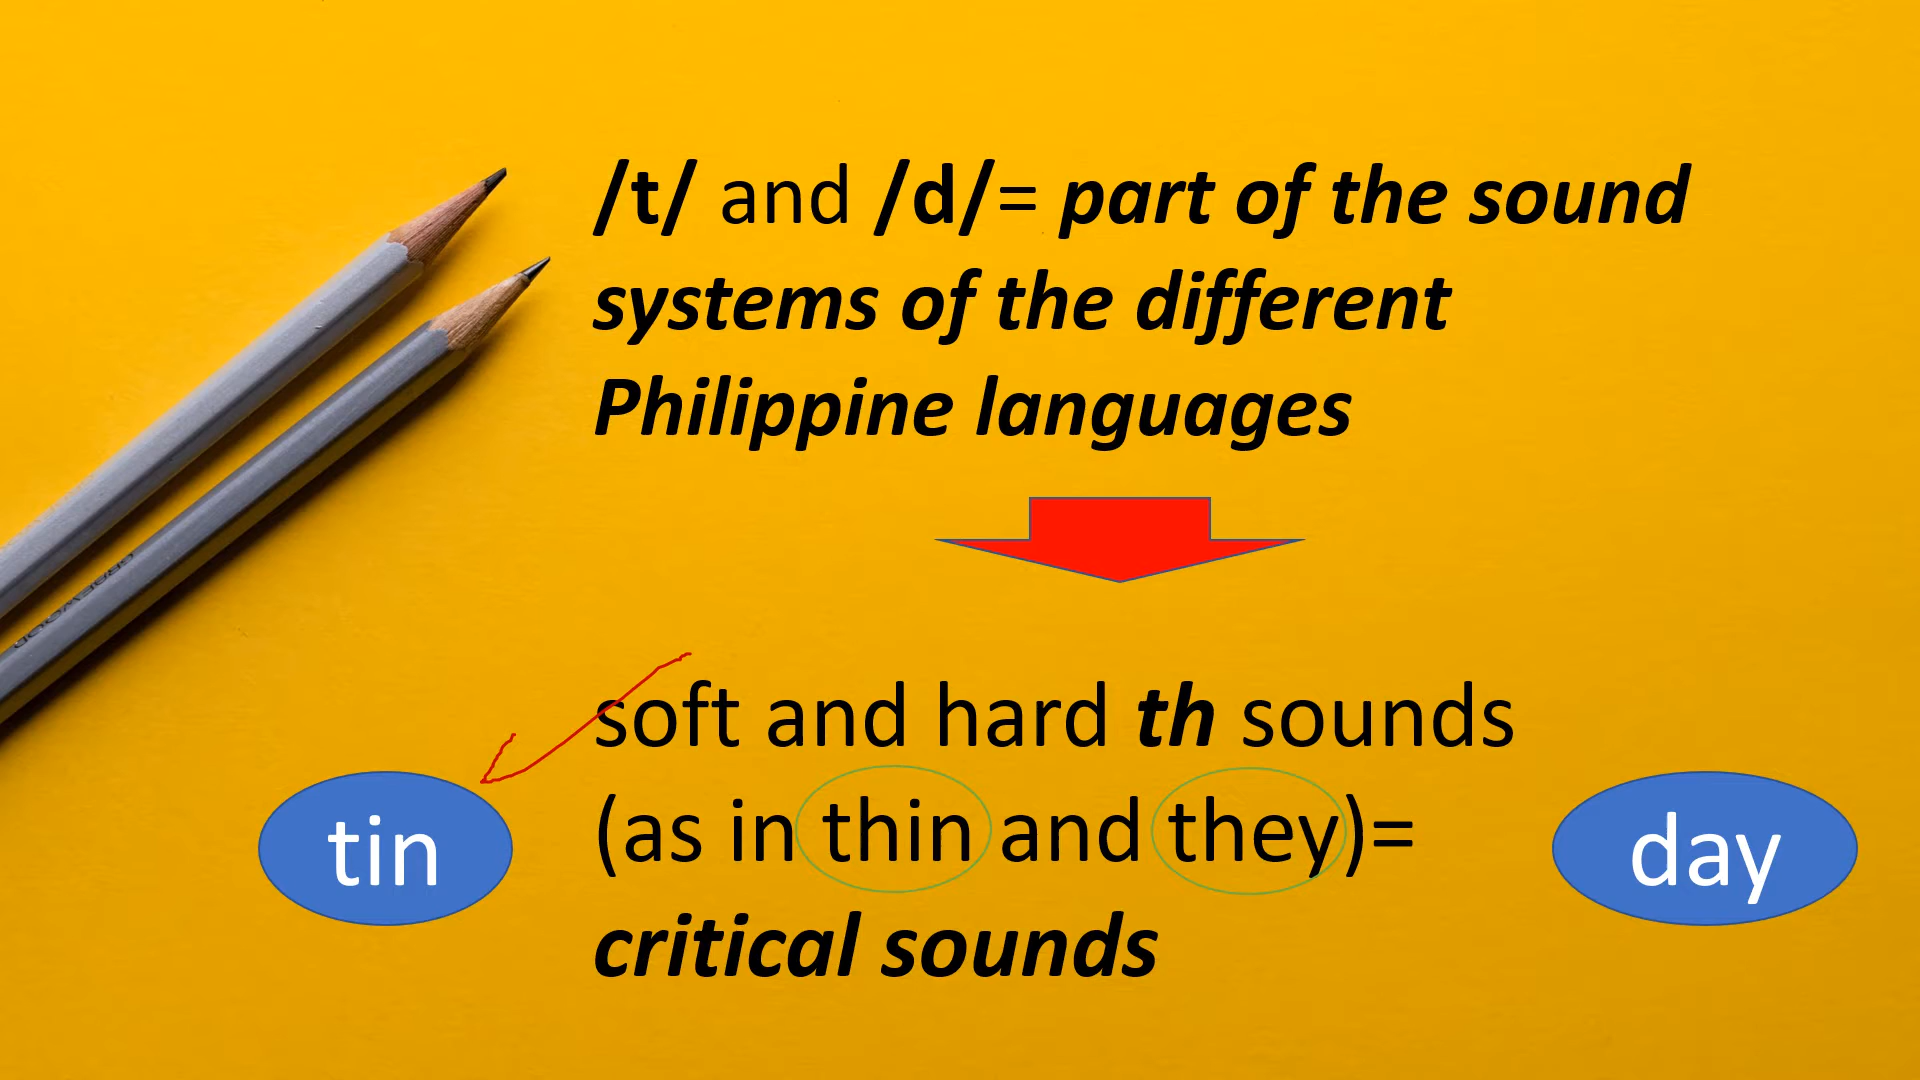 /t/ and /d/= part of the sound
systems of the different
Philippine languages
soft and hard th sounds
(as in thin and they)=
critical sounds
tin
day